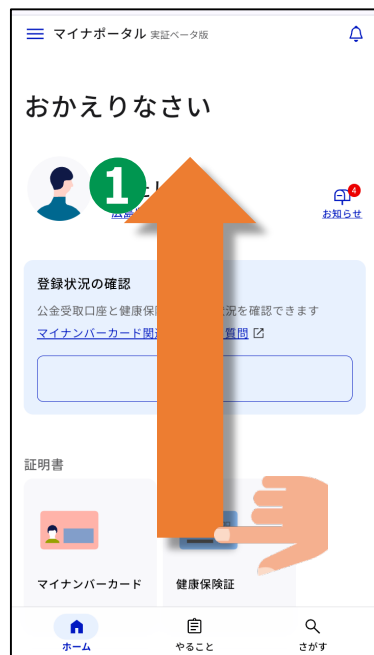 マイナポータル 実証ベータ版
おかえりなさい
1
4
お知らせ
登録状況の確認
公金受取口座と健康保 況を確認できます
マイナンバーカード関 質問
証明書
マイナンバーカード
健康保険証
ホーム
やること
さがす